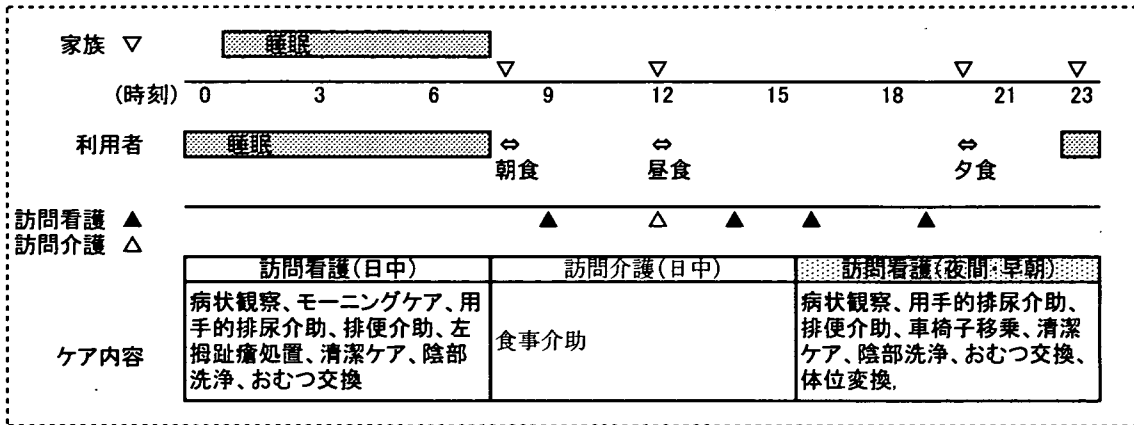 家族 ▽ 睡眠
▽ ▽ ▽ ▽
(時刻) 0 3 6 9 12 15 18 21 23
利用者 睡眠 ⇔ ⇔ ⇔
朝食 昼食 夕食
訪問看護 ▲ ▲ △ ▲ ▲ ▲
訪問介護 △
訪問看護(日中) 訪問介護(日中) 訪問看護(夜間・早朝)
ケア内容
病状観察、モーニングケア、用
手的排尿介助、排便介助、左
拇趾瘡処置、清潔ケア、陰部
洗浄、おむつ交換
食事介助
病状観察、用手的排尿介助、
排便介助、車椅子移乗、清潔
ケア、陰部洗浄、おむつ交換、
体位変換,